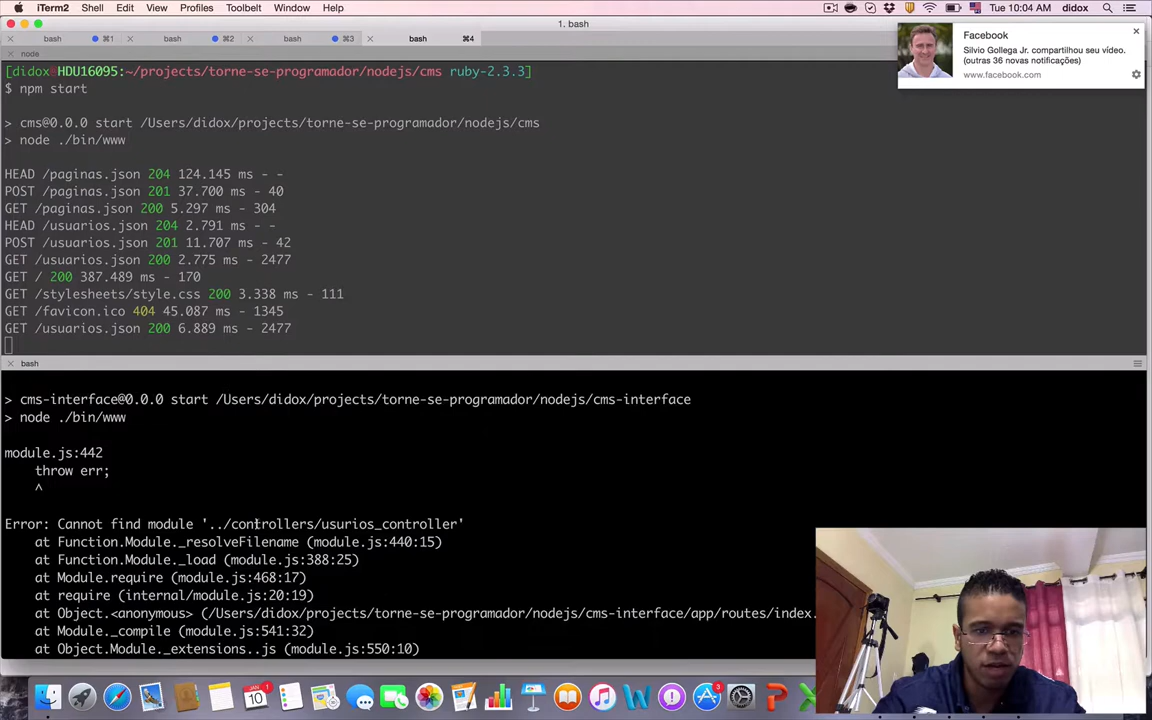 iTerm2 Shell Edit View Profiles Toolbelt Window Help
Tue 10:04 AM didox
1. bash
bash ⌘1 bash ⌘2 bash ⌘3 bash ⌘4
node
Facebook
Silvio Gollega Jr. compartilhou seu vídeo.
(outras 36 novas notificações)
www.facebook.com
[didox HDU16095:~/projects/torne-se-programador/nodejs/cms ruby-2.3.3]
$ npm start
> cms@0.0.0 start /Users/didox/projects/torne-se-programador/nodejs/cms
> node ./bin/www
HEAD /paginas.json 204 124.145 ms - -
POST /paginas.json 201 37.700 ms - 40
GET /paginas.json 200 5.297 ms - 304
HEAD /usuarios.json 204 2.791 ms - -
POST /usuarios.json 201 11.707 ms - 42
GET /usuarios.json 200 2.775 ms - 2477
GET / 200 387.489 ms - 170
GET /stylesheets/style.css 200 3.338 ms - 111
GET /favicon.ico 404 45.087 ms - 1345
GET /usuarios.json 200 6.889 ms - 2477
bash
> cms-interface@0.0.0 start /Users/didox/projects/torne-se-programador/nodejs/cms-interface
> node ./bin/www
module.js:442
throw err;
^
Error: Cannot find module '../controllers/usurios_controller'
at Function.Module._resolveFilename (module.js:440:15)
at Function.Module._load (module.js:388:25)
at Module.require (module.js:468:17)
at require (internal/module.js:20:19)
at Object.<anonymous> (/Users/didox/projects/torne-se-programador/nodejs/cms-interface/app/routes/index.
at Module._compile (module.js:541:32)
at Object.Module._extensions..js (module.js:550:10)